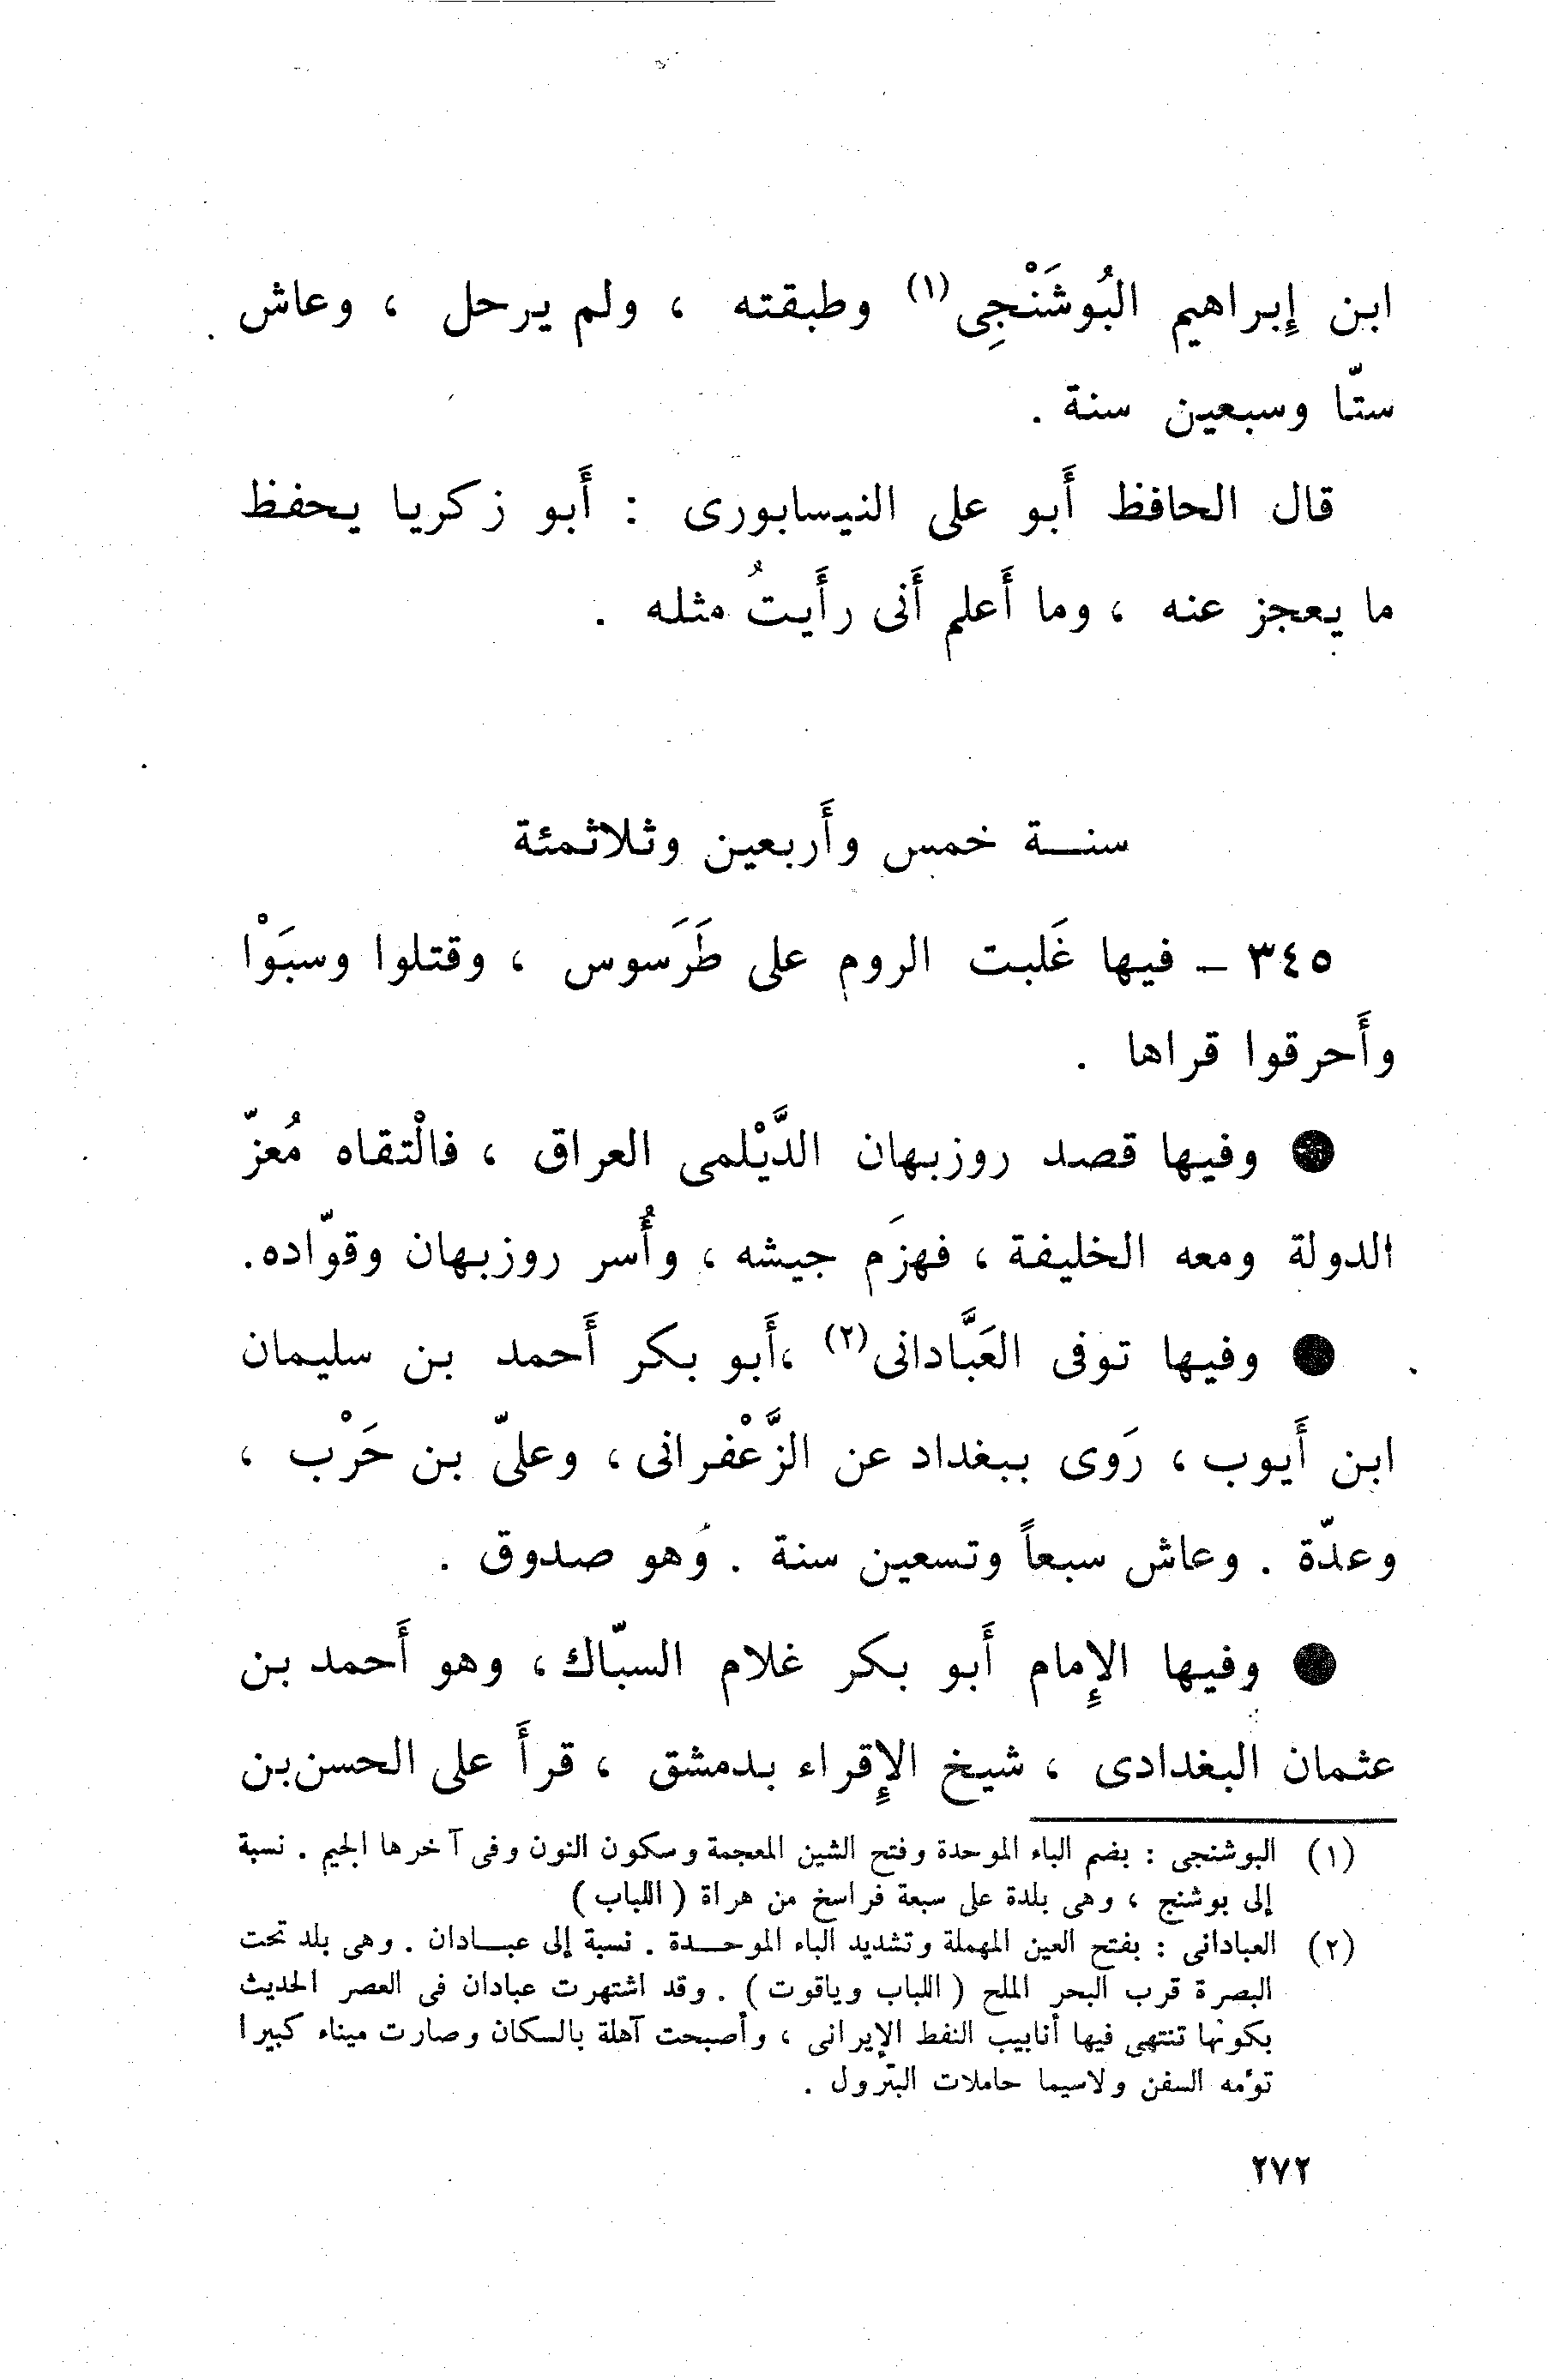 ابن إبراهيم البُوشَنْجِى(١) وطبقته ، ولم يرحل ، وعاش
ستّا وسبعين سنة .
قال الحافظ أَبو على النيسابورى : أَبو زكريا يحفظ
ما يعجز عنه ، وما أَعلم أَنى رأَيتُ مثله .
سنـــة خمس وأَربعين وثلاثمئة
٣٤٥ – فيها غَلبت الروم على طَرَسوس ، وقتلوا وسبَوْا
وأَحرقوا قراها .
● وفيها قصد روزبهان الدَّيْلمى العراق ، فالْتقاه مُعزّ
الدولة ومعه الخليفة ، فهزَم جيشه ، وأُسر روزبهان وقوّاده.
● وفيها توفى العَبَّادانى(٢) ،أَبو بكر أَحمد بن سليمان
ابن أَيوب ، رَوى ببغداد عن الزَّعْفرانى ، وعلىّ بن حَرْب ،
وعدّة . وعاش سبعاً وتسعين سنة . وهو صدوق .
● وفيها الإِمام أَبو بكر غلام السبّاك ، وهو أَحمد بن
عثمان البغدادى ، شيخ الإِقراء بدمشق ، قرأَ على الحسن بن
(١) البوشنجى : بضم الباء الموحدة وفتح الشين المعجمة وسكون النون وفى آخرها الجيم . نسبة
إلى بوشنج ، وهى بلدة على سبعة فراسخ من هراة ( اللباب )
(٢) العبادانى : بفتح العين المهملة وتشديد الباء الموحـــدة . نسبة إلى عبـــادان . وهى بلد تحت
البصرة قرب البحر الملح ( اللباب وياقوت ) . وقد اشتهرت عبادان فى العصر الحديث
بكونها تنتهى فيها أنابيب النفط الإيرانى ، وأصبحت آهلة بالسكان وصارت ميناء كبيرا
تؤمه السفن ولاسيما حاملات البترول .
٢٧٢